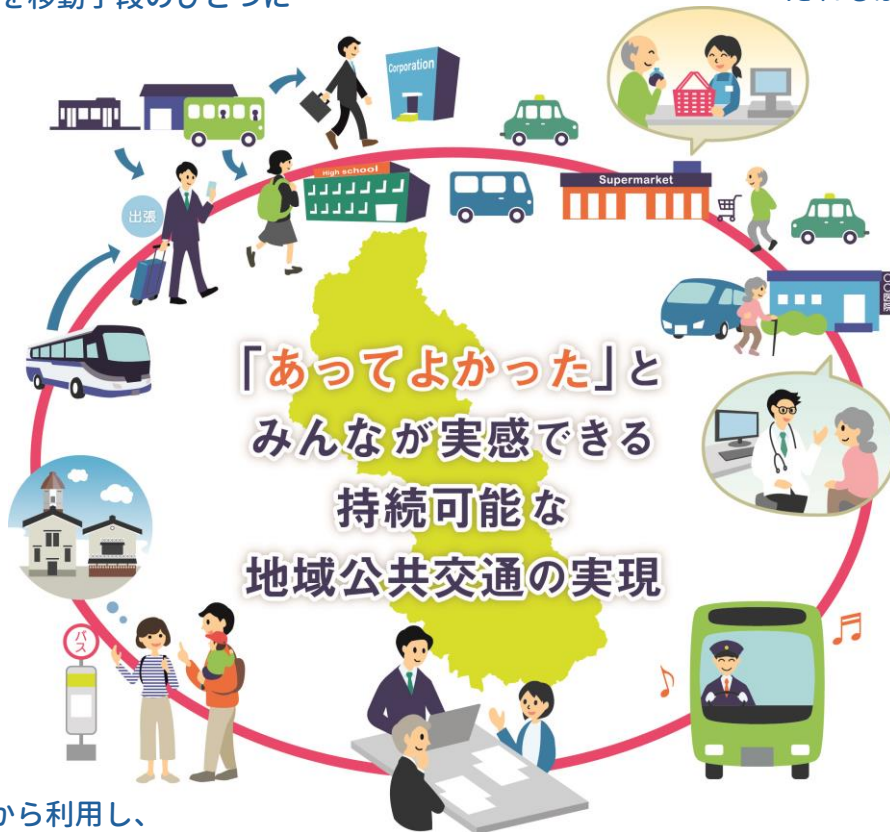 を移動手段のひとつに
Corporation
High school
Supermarket
出張
「あってよかった」と
みんなが実感できる
持続可能な
地域公共交通の実現
バス
から利用し、